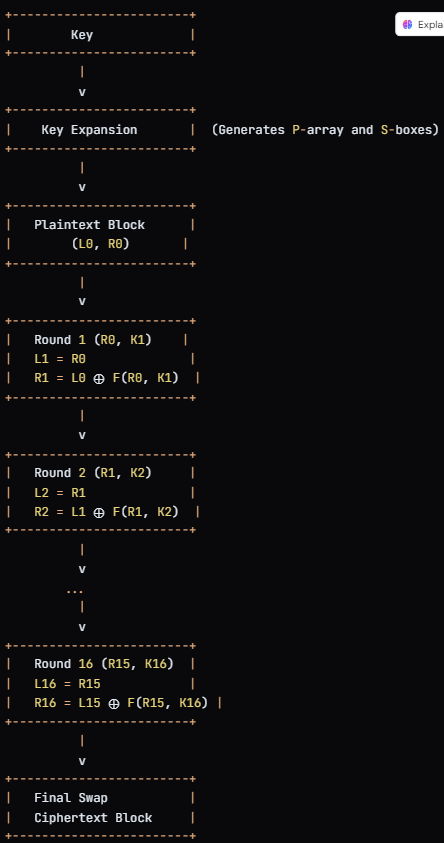 +------------------------+
|        Key             |
+------------------------+
          |
          v
+------------------------+
|    Key Expansion       |  (Generates P-array and S-boxes)
+------------------------+
          |
          v
+------------------------+
|   Plaintext Block      |
|        (L0, R0)       |
+------------------------+
          |
          v
+------------------------+
|   Round 1 (R0, K1)    |
|   L1 = R0              |
|   R1 = L0 ⊕ F(R0, K1)  |
+------------------------+
          |
          v
+------------------------+
|   Round 2 (R1, K2)     |
|   L2 = R1              |
|   R2 = L1 ⊕ F(R1, K2)  |
+------------------------+
          |
          v
        ...
          |
          v
+------------------------+
|   Round 16 (R15, K16)  |
|   L16 = R15            |
|   R16 = L15 ⊕ F(R15, K16) |
+------------------------+
          |
          v
+------------------------+
|   Final Swap           |
|   Ciphertext Block     |
+------------------------+
Expla